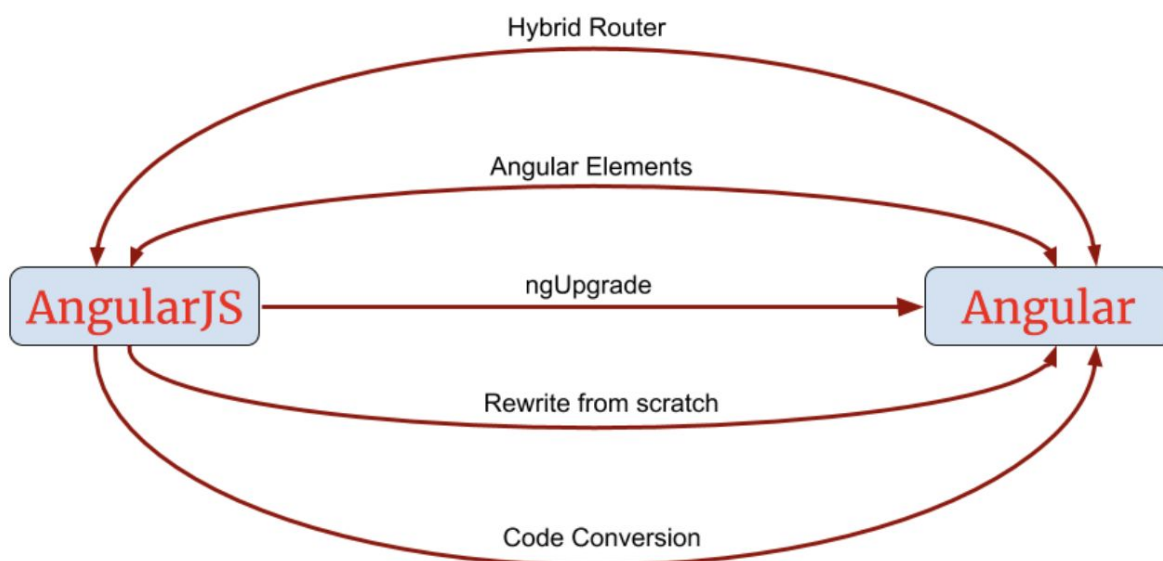 Hybrid Router
Angular Elements
ngUpgrade
AngularJS
Angular
Rewrite from scratch
Code Conversion